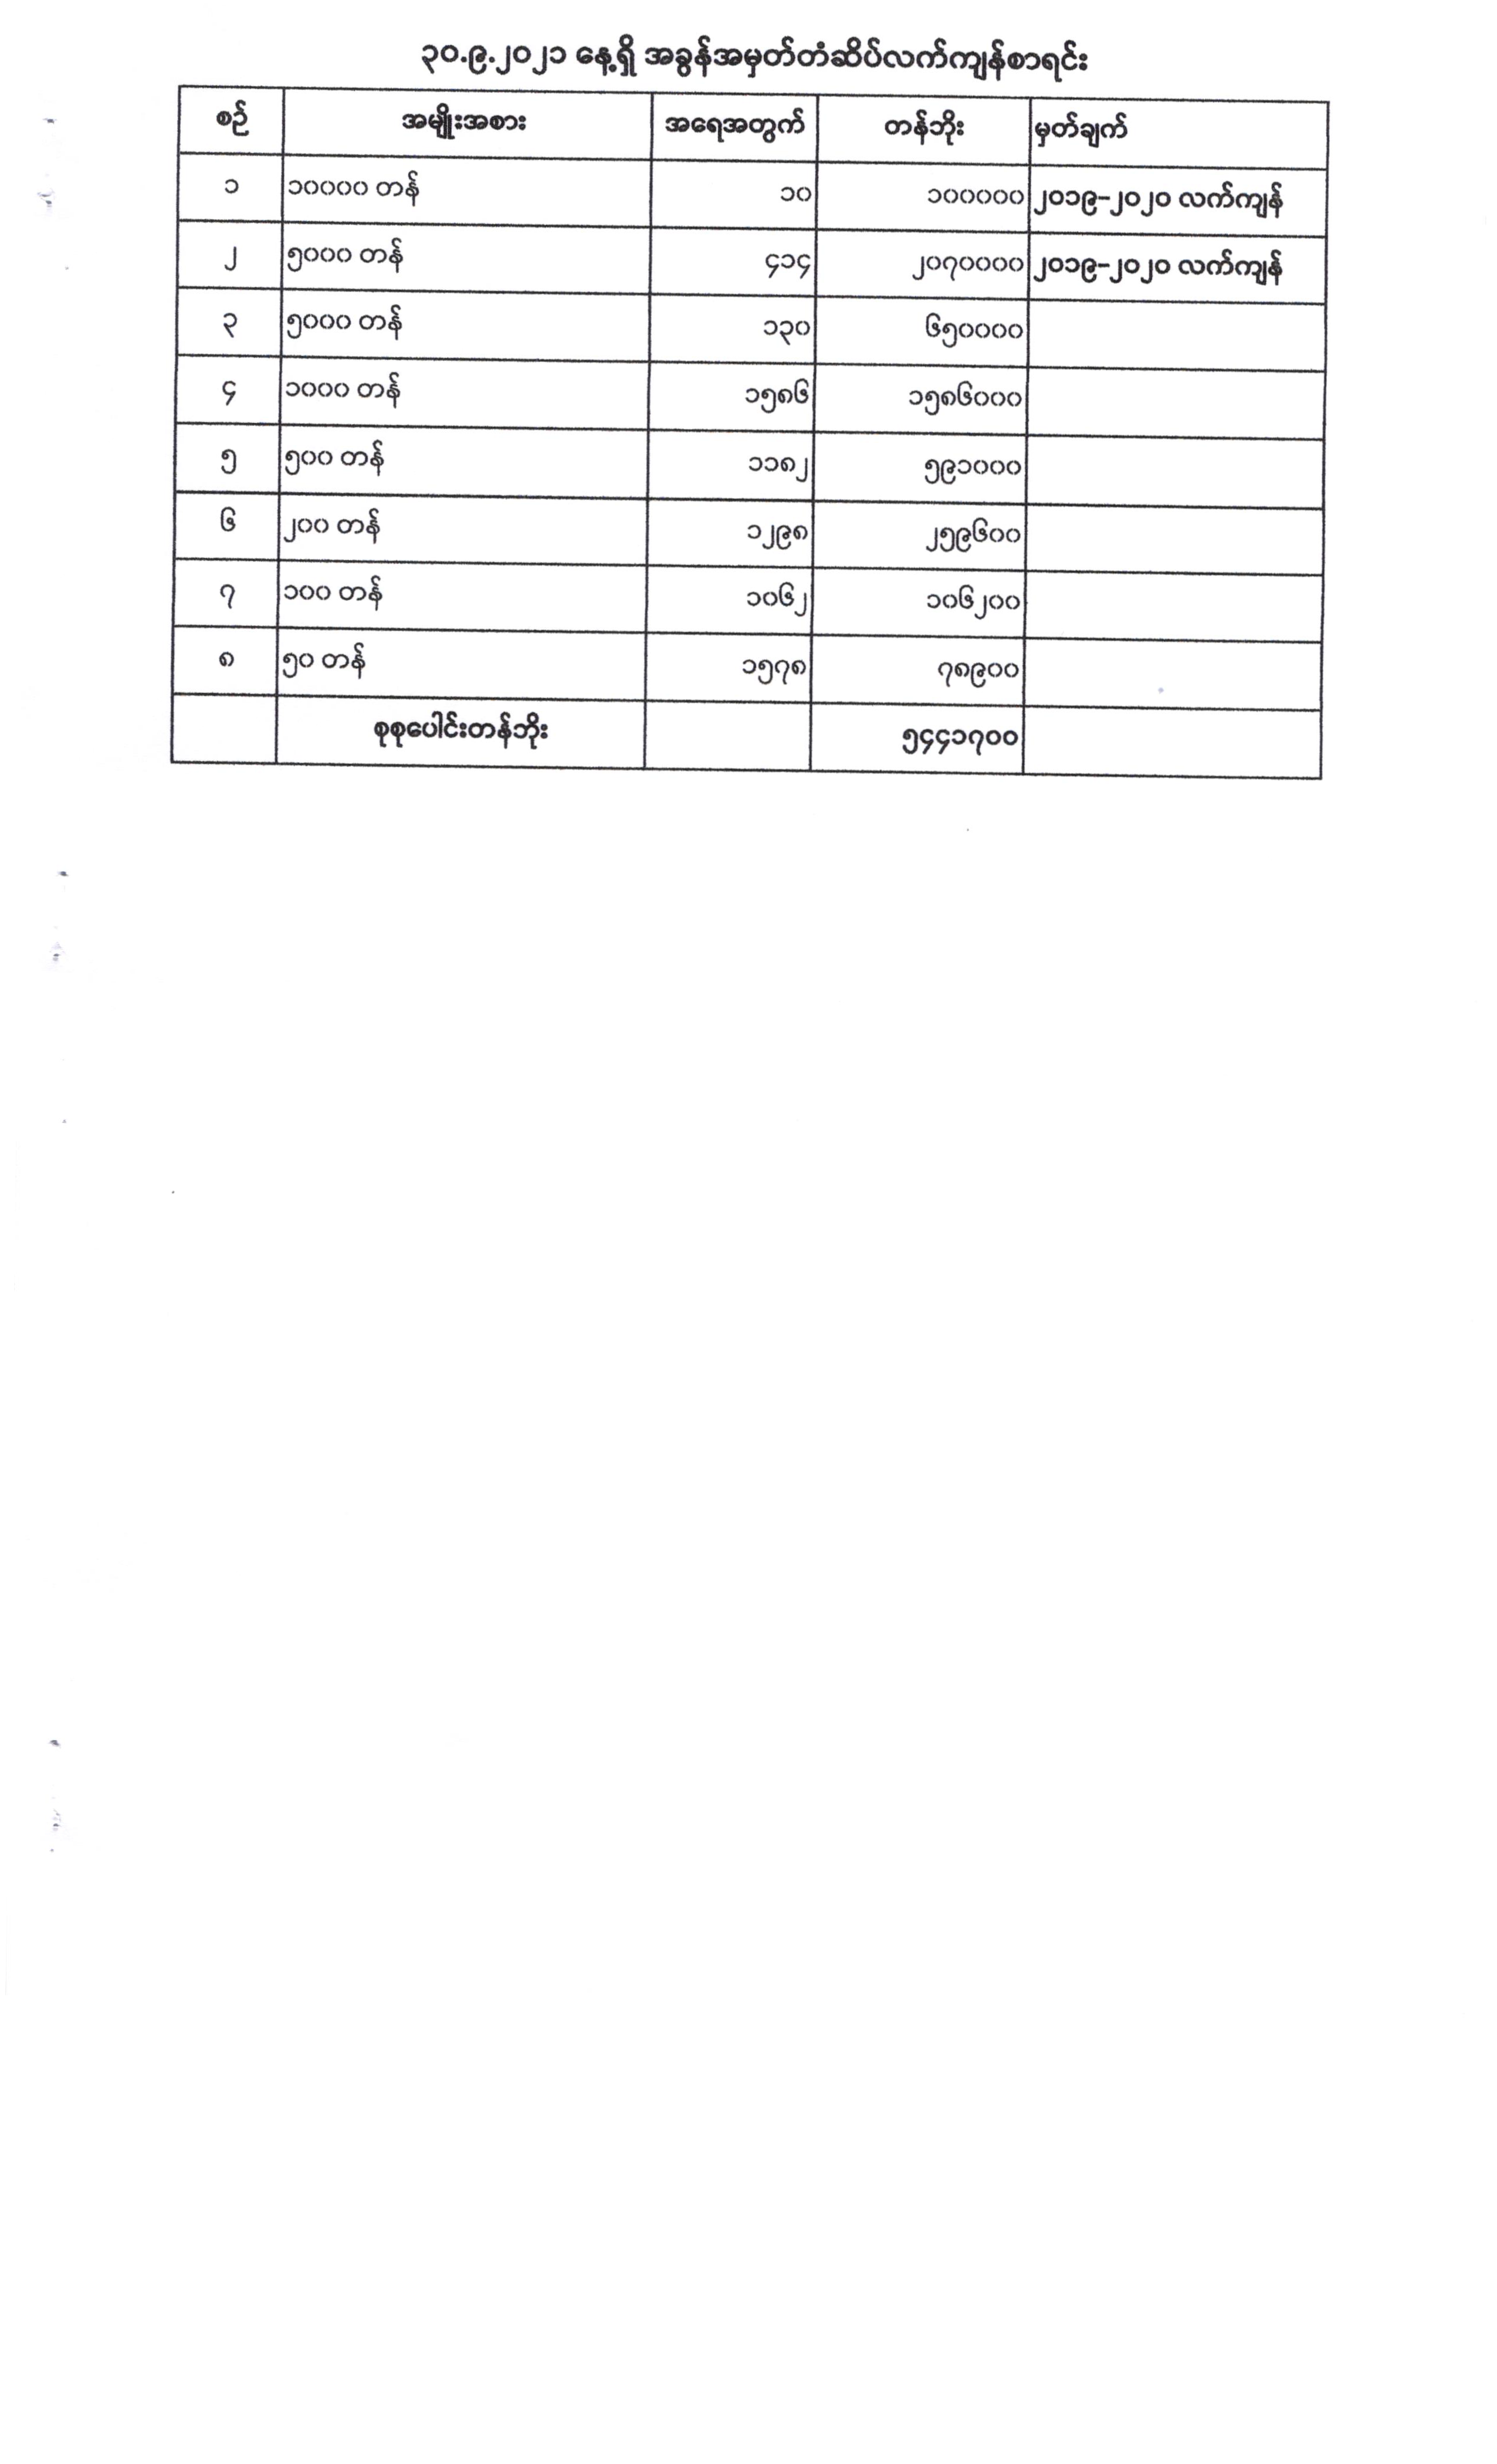 ၃၀.၉.၂၀၂၁ နေ့ရှိ အခွန်အမှတ်တံဆိပ်လက်ကျန်စာရင်း
စဉ် အမျိုးအစား အရေအတွက် တန်ဘိုး မှတ်ချက်
၁ ၁၀၀၀၀ တန် ၁၀ ၁၀၀၀၀၀ ၂၀၁၉-၂၀၂၀ လက်ကျန်
၂ ၅၀၀၀ တန် ၄၁၄ ၂၀၇၀၀၀၀ ၂၀၁၉-၂၀၂၀ လက်ကျန်
၃ ၅၀၀၀ တန် ၁၃၀ ၆၅၀၀၀၀
၄ ၁၀၀၀ တန် ၁၅၈၆ ၁၅၈၆၀၀၀
၅ ၅၀၀ တန် ၁၁၈၂ ၅၉၁၀၀၀
၆ ၂၀၀ တန် ၁၂၉၈ ၂၅၉၆၀၀
၇ ၁၀၀ တန် ၁၀၆၂ ၁၀၆၂၀၀
၈ ၅၀ တန် ၁၅၇၈ ၇၈၉၀၀
စုစုပေါင်းတန်ဘိုး ၅၄၄၁၇၀၀